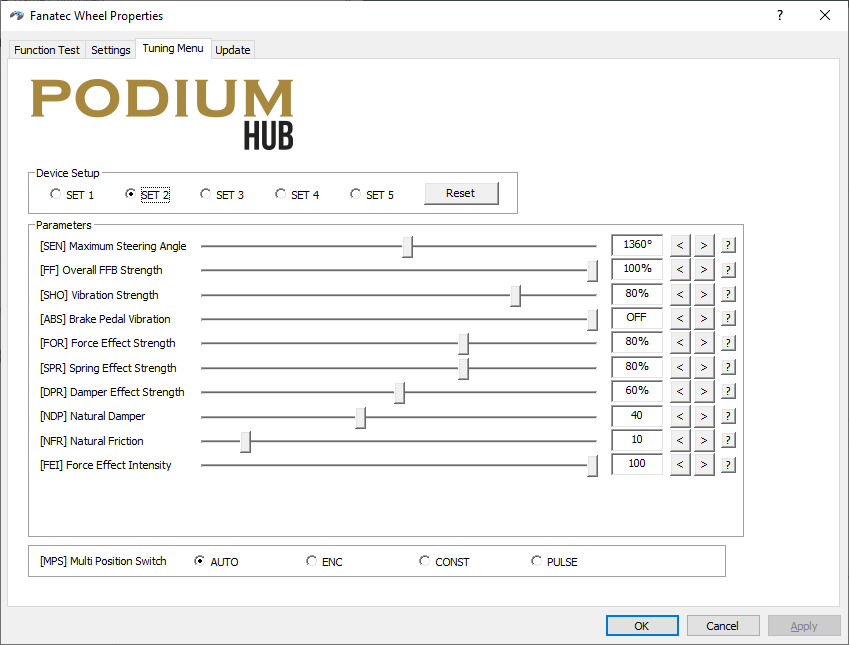 Fanatec Wheel Properties ?
Function Test Settings Tuning Menu Update
PODIUM
HUB
Device Setup
SET 1 SET 2 SET 3 SET 4 SET 5 Reset
Parameters
[SEN] Maximum Steering Angle 1360° < > ?
[FF] Overall FFB Strength 100% < > ?
[SHO] Vibration Strength 80% < > ?
[ABS] Brake Pedal Vibration OFF < > ?
[FOR] Force Effect Strength 80% < > ?
[SPR] Spring Effect Strength 80% < > ?
[DPR] Damper Effect Strength 60% < > ?
[NDP] Natural Damper 40 < > ?
[NFR] Natural Friction 10 < > ?
[FEI] Force Effect Intensity 100 < > ?
[MPS] Multi Position Switch AUTO ENC CONST PULSE
OK Cancel Apply